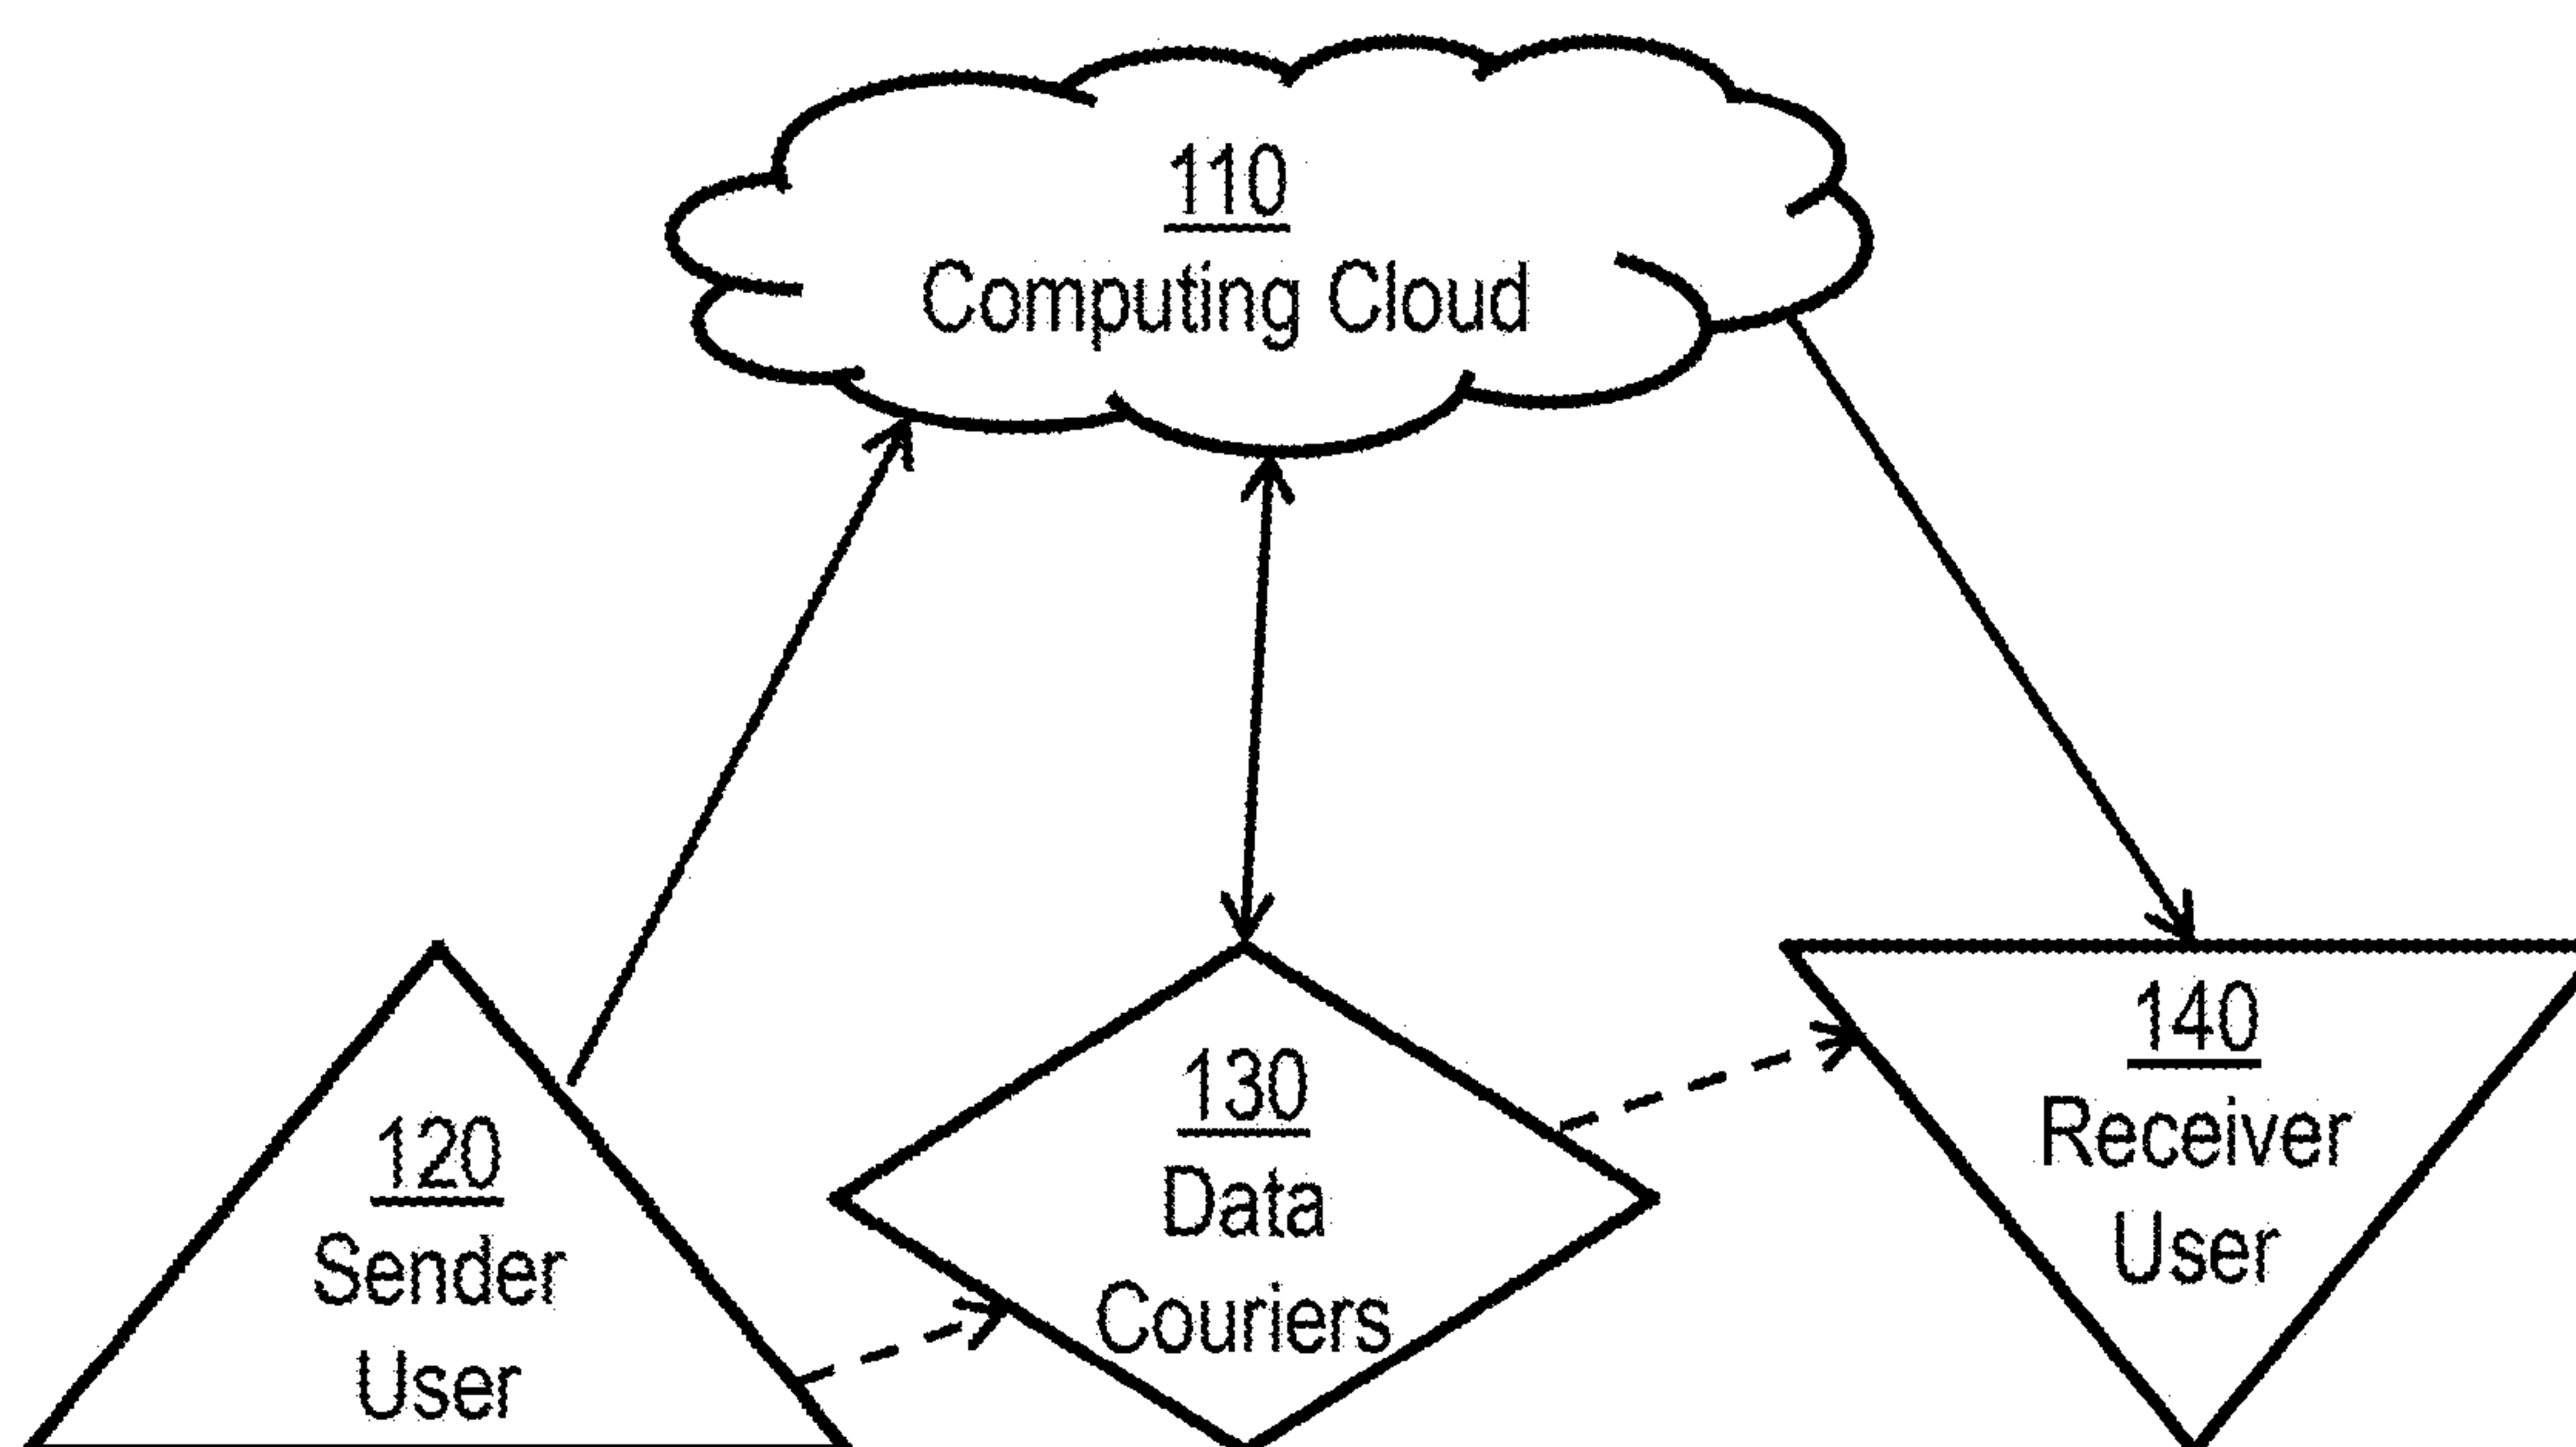 110
Computing Cloud
120
Sender
User
130
Data
Couriers
140
Receiver
User